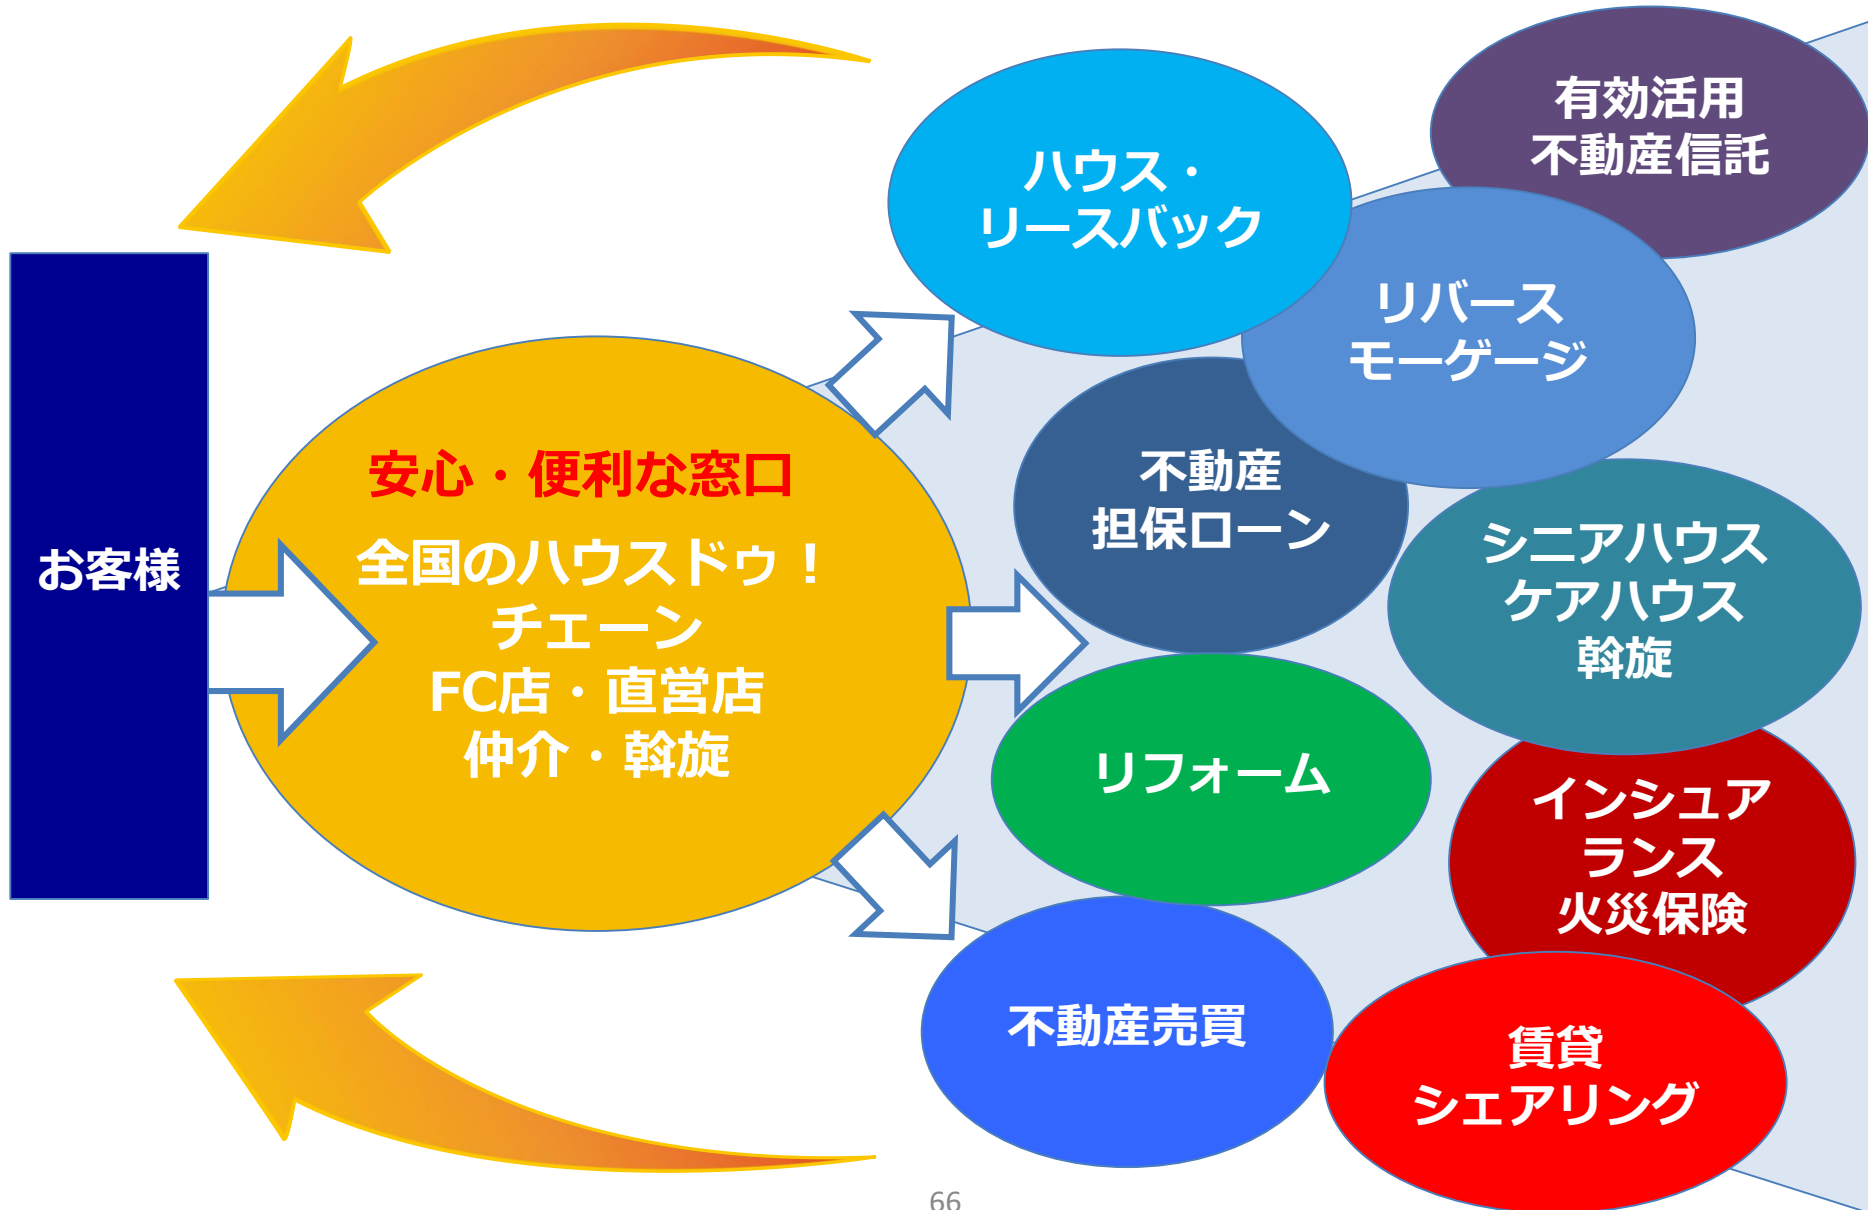 お客様
安心・便利な窓口
全国のハウスドゥ！
チェーン
FC店・直営店
仲介・斡旋
ハウス・
リースバック
有効活用
不動産信託
リバース
モーゲージ
不動産
担保ローン
シニアハウス
ケアハウス
斡旋
リフォーム
インシュア
ランス
火災保険
不動産売買
賃貸
シェアリング
66